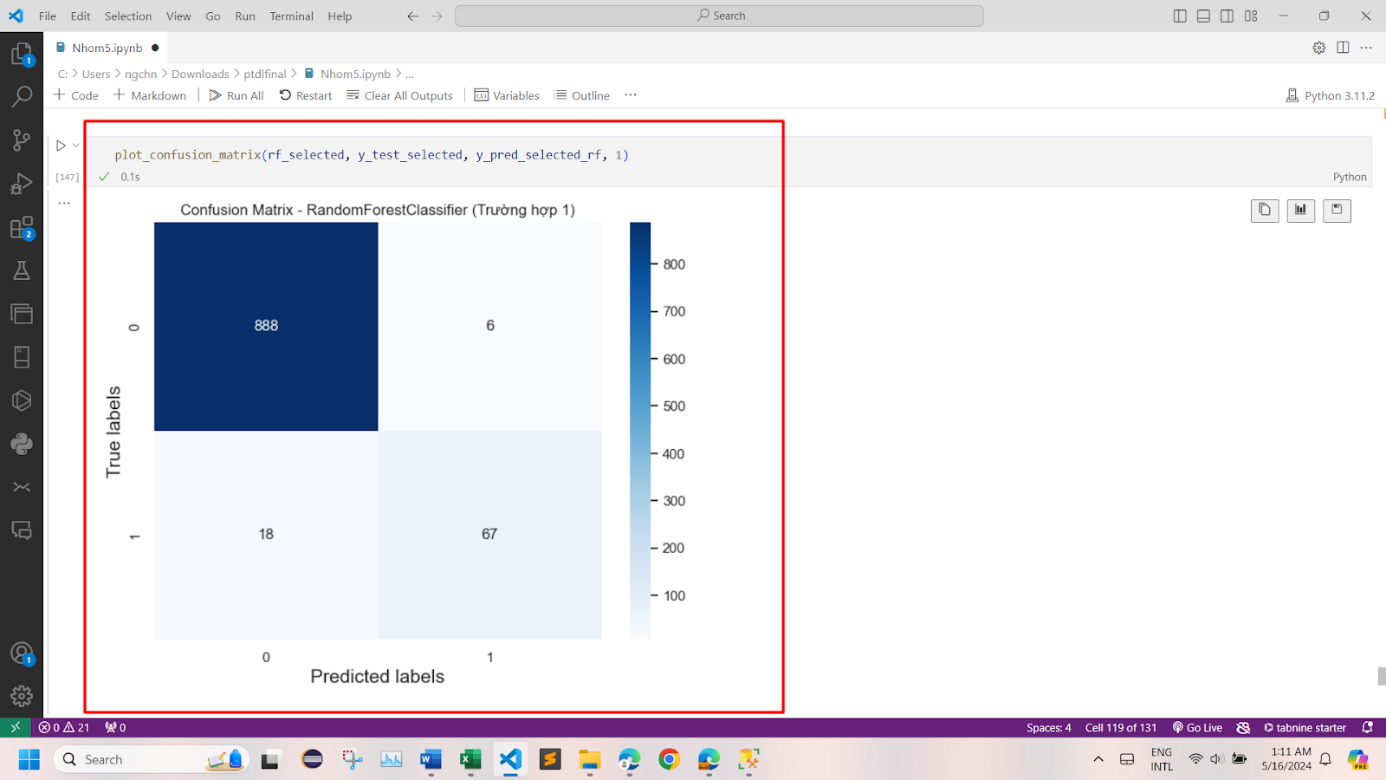 File Edit Selection View Go Run Terminal Help Search
Nhom5.ipynb
C: > Users > ngchn > Downloads > ptdlfinal > Nhom5.ipynb > ...
+ Code + Markdown Run All Restart Clear All Outputs Variables Outline ... Python 3.11.2
plot_confusion_matrix(rf_selected, y_test_selected, y_pred_selected_rf, 1)
[147] 0.1s Python
Confusion Matrix - RandomForestClassifier (Trường hợp 1)
800
700
888 6
0
600
500
True labels
400
300
18 67
1
200
100
0 1
Predicted labels
1
2
1
0 21 0 Spaces: 4 Cell 119 of 131 Go Live tabnine starter
Search
ENG
INTL
1:11 AM
5/16/2024
PRE